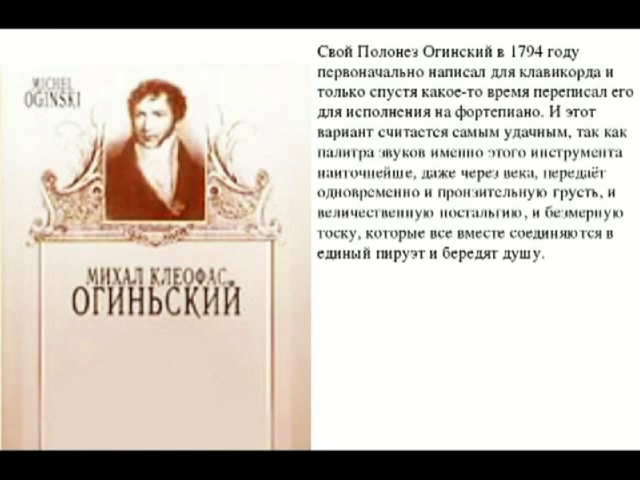 MICHEL
OGINSKI
МИХАЛ КЛЕОФАС
ОГИНЬСКИЙ
Свой Полонез Огинский в 1794 году
первоначально написал для клавикорда и
только спустя какое-то время переписал его
для исполнения на фортепиано. И этот
вариант считается самым удачным, так как
палитра звуков именно этого инструмента
наиточнейше, даже через века, передаёт
одновременно и пронзительную грусть, и
величественную ностальгию, и безмерную
тоску, которые все вместе соединяются в
единый пируэт и бередят душу.